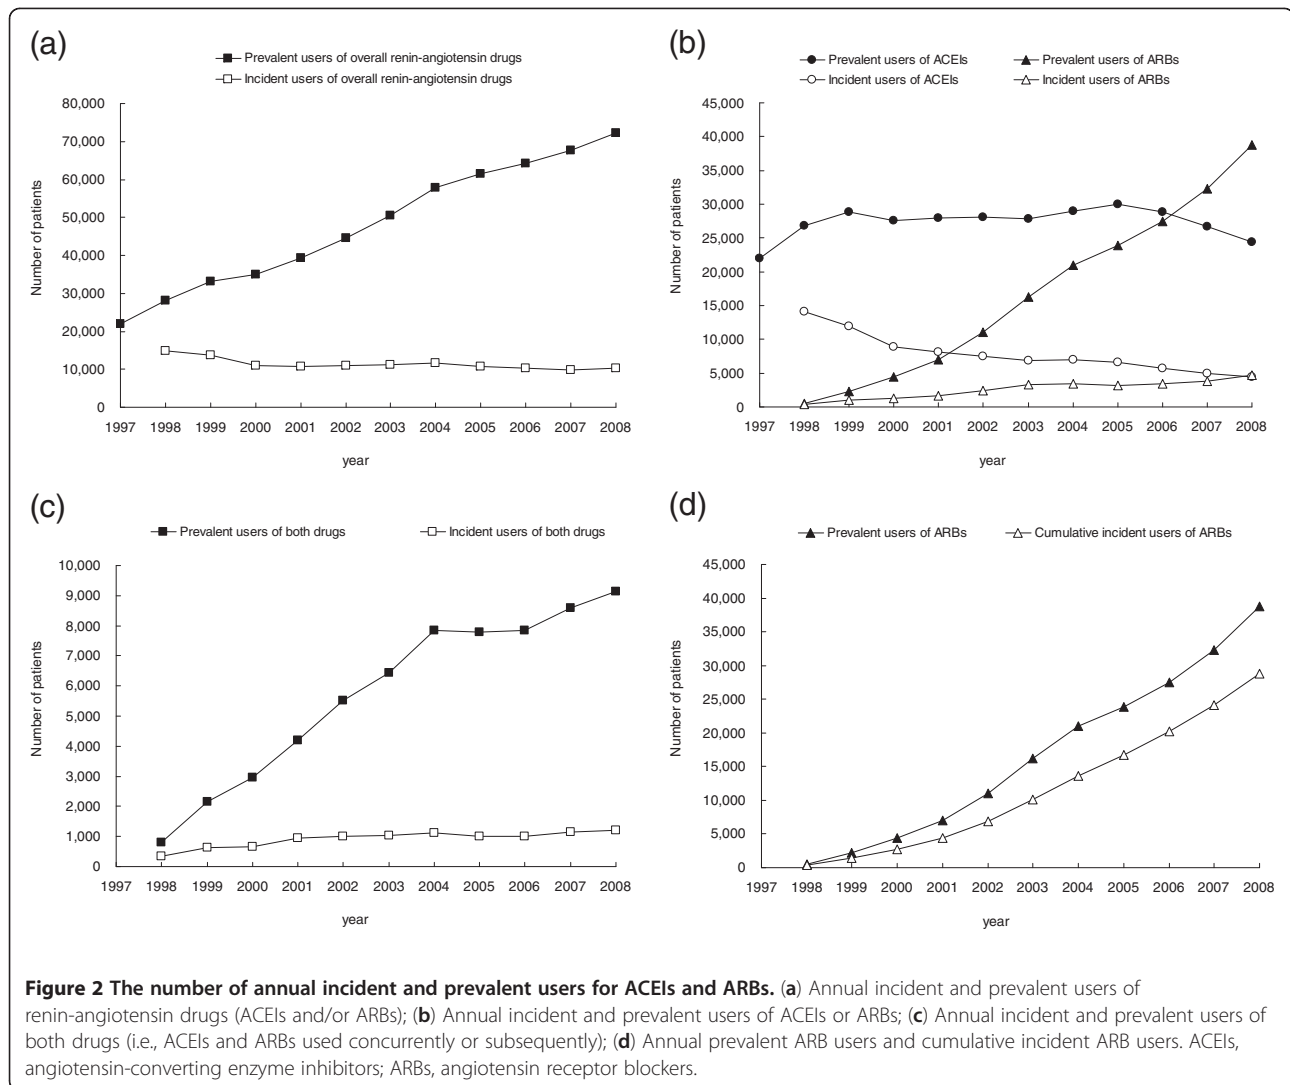 (a)
Prevalent users of overall renin-angiotensin drugs
Incident users of overall renin-angiotensin drugs
80,000
70,000
60,000
50,000
40,000
30,000
20,000
10,000
0
Number of patients
1997 1998 1999 2000 2001 2002 2003 2004 2005 2006 2007 2008
year
(b)
Prevalent users of ACEIs Prevalent users of ARBs
Incident users of ACEIs Incident users of ARBs
45,000
40,000
35,000
30,000
25,000
20,000
15,000
10,000
5,000
0
Number of patients
1997 1998 1999 2000 2001 2002 2003 2004 2005 2006 2007 2008
year
(c)
Prevalent users of both drugs Incident users of both drugs
10,000
9,000
8,000
7,000
6,000
5,000
4,000
3,000
2,000
1,000
0
Number of patients
1997 1998 1999 2000 2001 2002 2003 2004 2005 2006 2007 2008
year
(d)
Prevalent users of ARBs Cumulative incident users of ARBs
45,000
40,000
35,000
30,000
25,000
20,000
15,000
10,000
5,000
0
Number of patients
1997 1998 1999 2000 2001 2002 2003 2004 2005 2006 2007 2008
year
Figure 2 The number of annual incident and prevalent users for ACEIs and ARBs. (a) Annual incident and prevalent users of
renin-angiotensin drugs (ACEIs and/or ARBs); (b) Annual incident and prevalent users of ACEIs or ARBs; (c) Annual incident and prevalent users of
both drugs (i.e., ACEIs and ARBs used concurrently or subsequently); (d) Annual prevalent ARB users and cumulative incident ARB users. ACEIs,
angiotensin-converting enzyme inhibitors; ARBs, angiotensin receptor blockers.